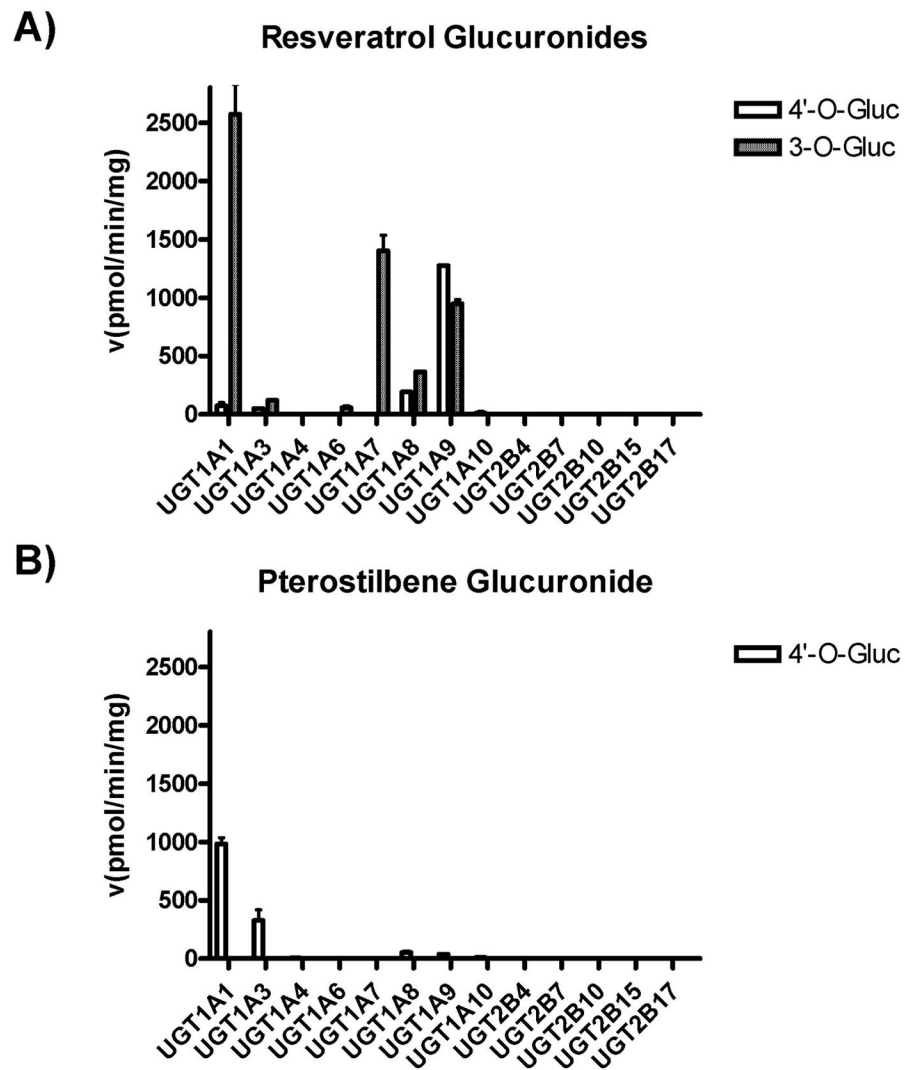 A)
Resveratrol Glucuronides
4'-O-Gluc
3-O-Gluc
v(pmol/min/mg)
2500
2000
1500
1000
500
0
UGT1A1
UGT1A3
UGT1A4
UGT1A6
UGT1A7
UGT1A8
UGT1A9
UGT1A10
UGT2B4
UGT2B7
UGT2B10
UGT2B15
UGT2B17
B)
Pterostilbene Glucuronide
4'-O-Gluc
v(pmol/min/mg)
2500
2000
1500
1000
500
0
UGT1A1
UGT1A3
UGT1A4
UGT1A6
UGT1A7
UGT1A8
UGT1A9
UGT1A10
UGT2B4
UGT2B7
UGT2B10
UGT2B15
UGT2B17